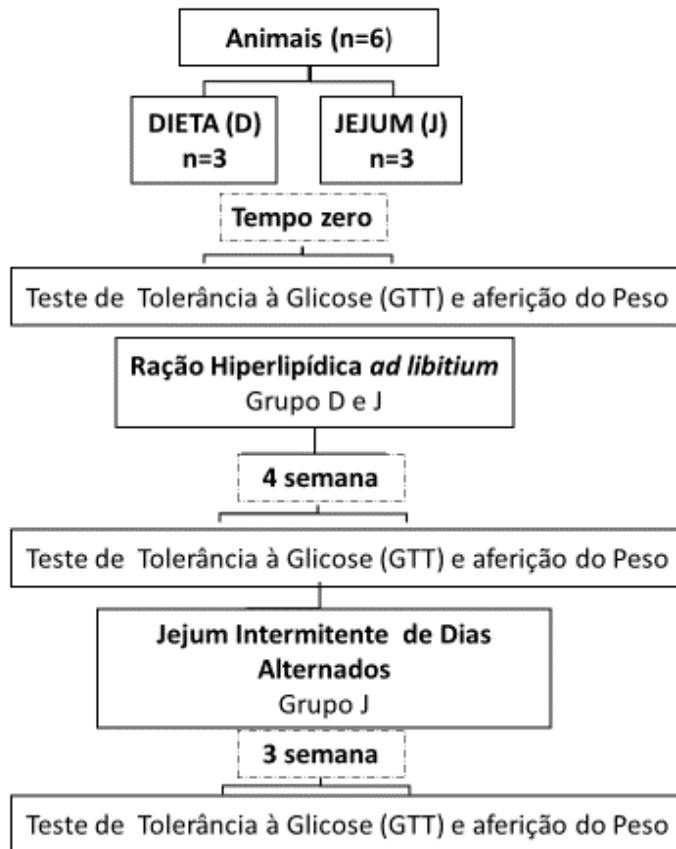 Animais (n=6)
DIETA (D)
n=3
JEJUM (J)
n=3
Tempo zero
Teste de Tolerância à Glicose (GTT) e aferição do Peso
Ração Hiperlipídica ad libitium
Grupo D e J
4 semana
Teste de Tolerância à Glicose (GTT) e aferição do Peso
Jejum Intermitente de Dias
Alternados
Grupo J
3 semana
Teste de Tolerância à Glicose (GTT) e aferição do Peso